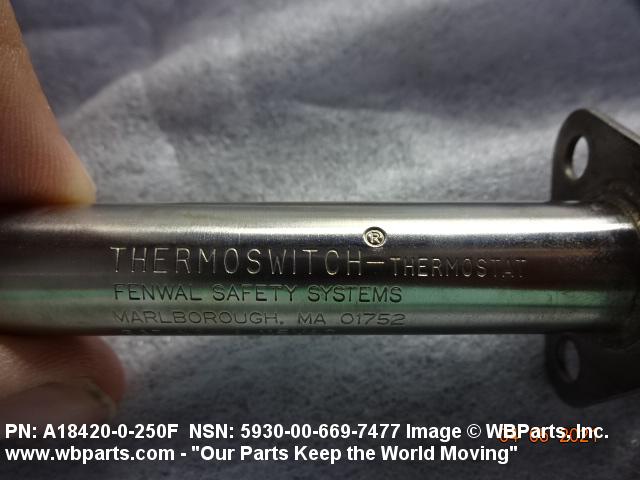 ®
THERMOSWITCH-THERMOSTAT
FENWAL SAFETY SYSTEMS
MARLBOROUGH, MA 01752
PN: A18420-0-250F NSN: 5930-00-669-7477 Image © WBParts, Inc.
www.wbparts.com - "Our Parts Keep the World Moving"